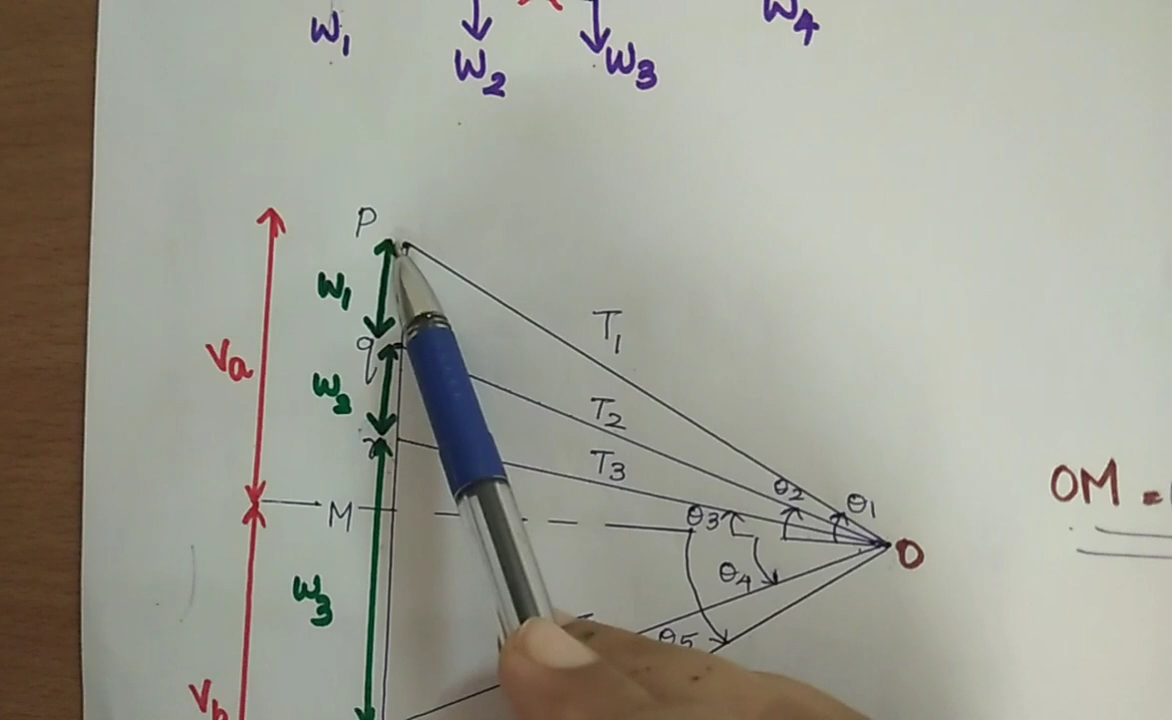 W1
W2
W3
W4
P
W1
T1
q
Va
W2
T2
r
T3
θ2
θ1
OM =
M
θ3
O
θ4
W3
θ5
Vb